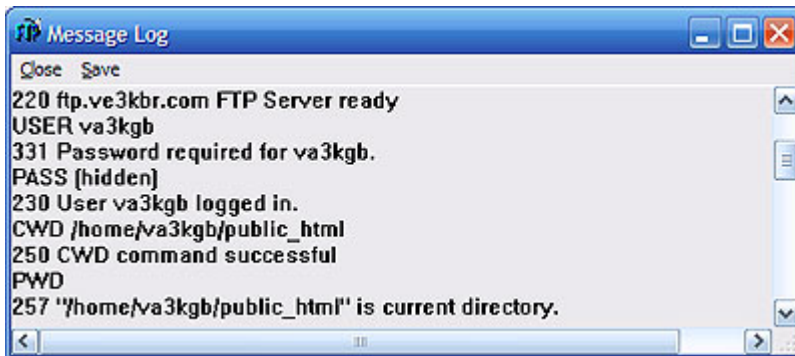 Message Log
Close Save
220 ftp.ve3kbr.com FTP Server ready
USER va3kgb
331 Password required for va3kgb.
PASS (hidden)
230 User va3kgb logged in.
CWD /home/va3kgb/public_html
250 CWD command successful
PWD
257 "/home/va3kgb/public_html" is current directory.